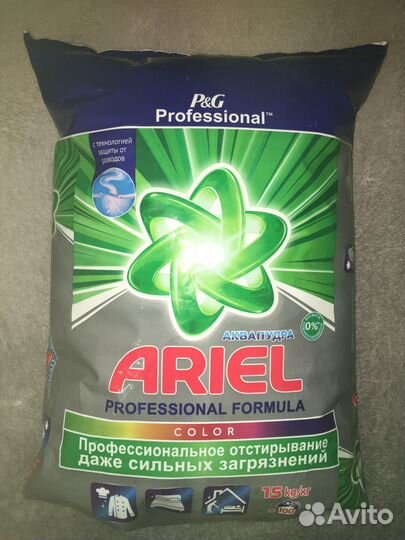 P&G
Professional™
с технологией
защиты от
разводов
АКВАПУДРА
0%
ARIEL
PROFESSIONAL FORMULA
COLOR
Профессиональное отстирывание
даже сильных загрязнений
15 kg/кг
100
Avito